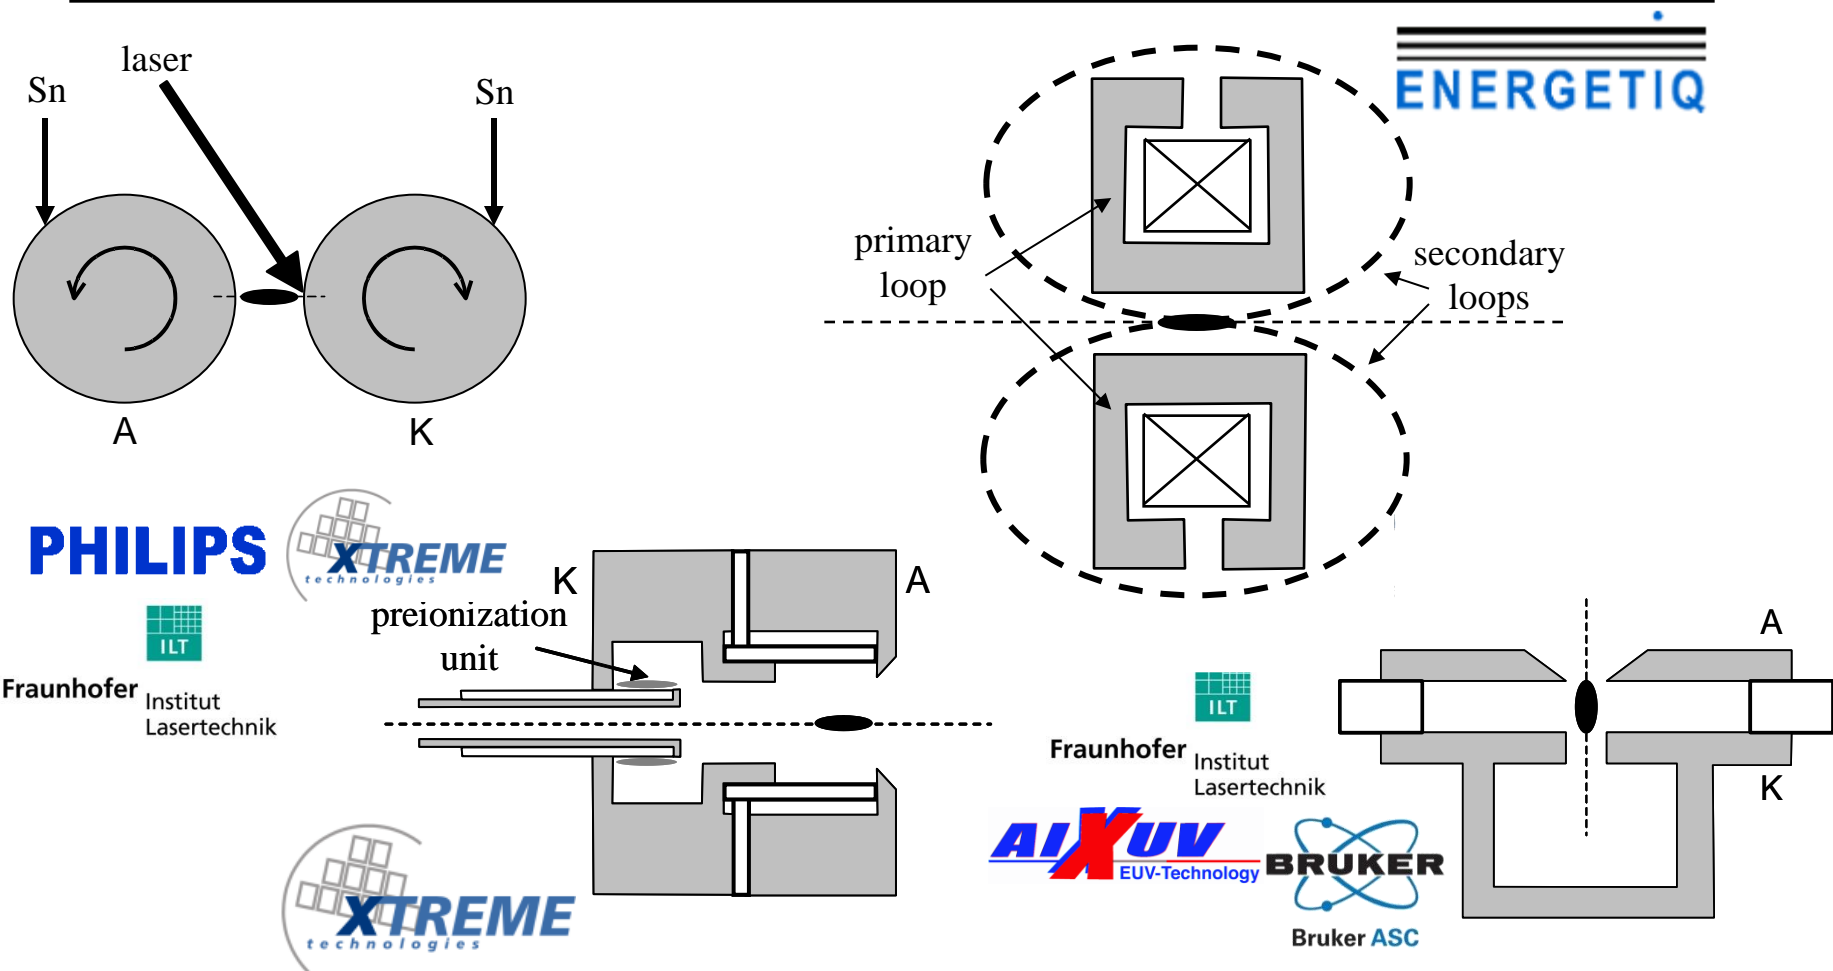 laser
Sn
Sn
A
K
ENERGETIQ
primary
loop
secondary
loops
PHILIPS
XTREME
technologies
ILT
Fraunhofer
Institut
Lasertechnik
K
A
preionization
unit
XTREME
technologies
A
K
ILT
Fraunhofer
Institut
Lasertechnik
AIXUV
EUV-Technology
BRUKER
Bruker ASC